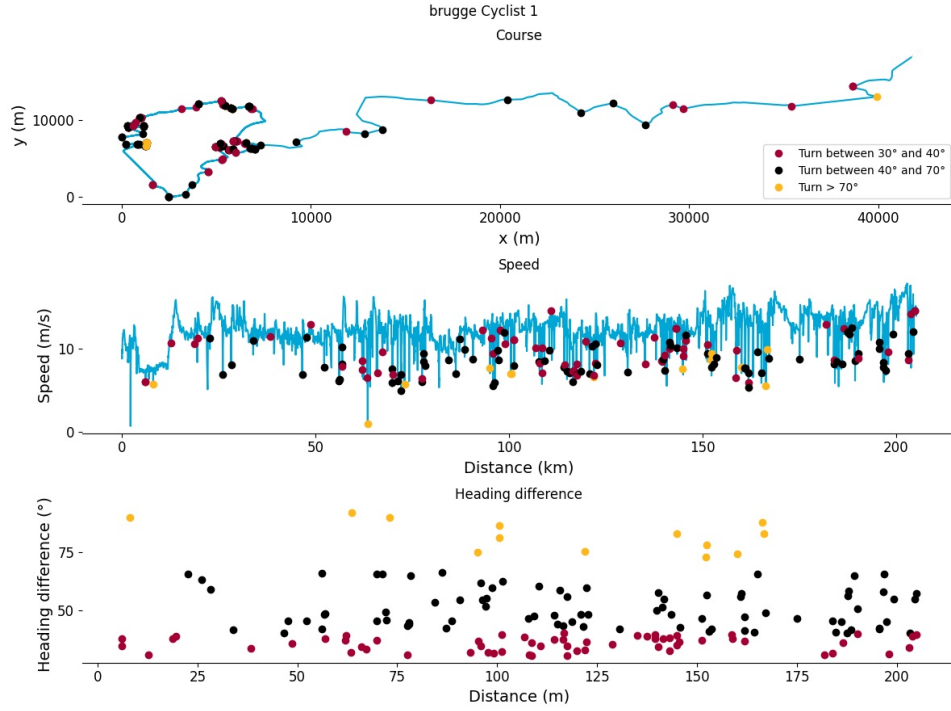 brugge Cyclist 1
Course
y (m)
10000
0
Turn between 30° and 40°
Turn between 40° and 70°
Turn > 70°
0 10000 20000 30000 40000
x (m)
Speed
Speed (m/s)
10
0
0 50 100 150 200
Distance (km)
Heading difference
Heading difference (°)
75
50
0 25 50 75 100 125 150 175 200
Distance (m)